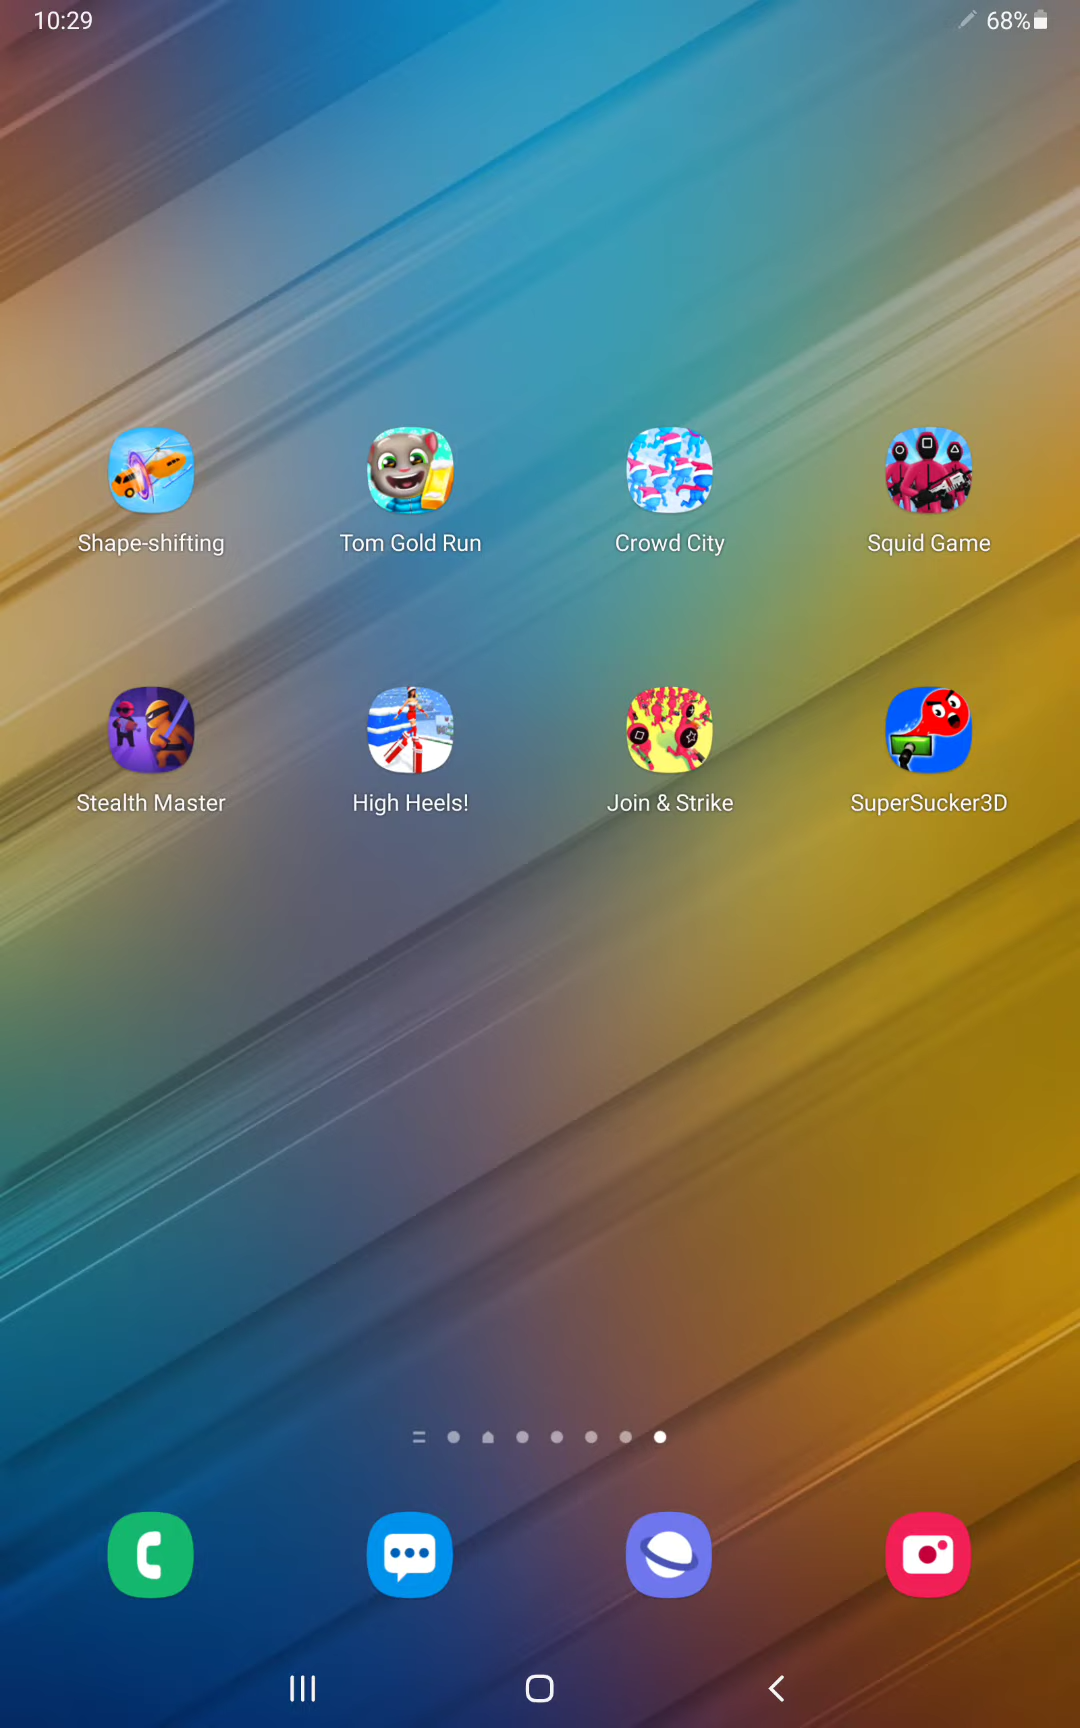 10:29
68%
Shape-shifting
Tom Gold Run
Crowd City
Squid Game
Stealth Master
High Heels!
Join & Strike
SuperSucker3D